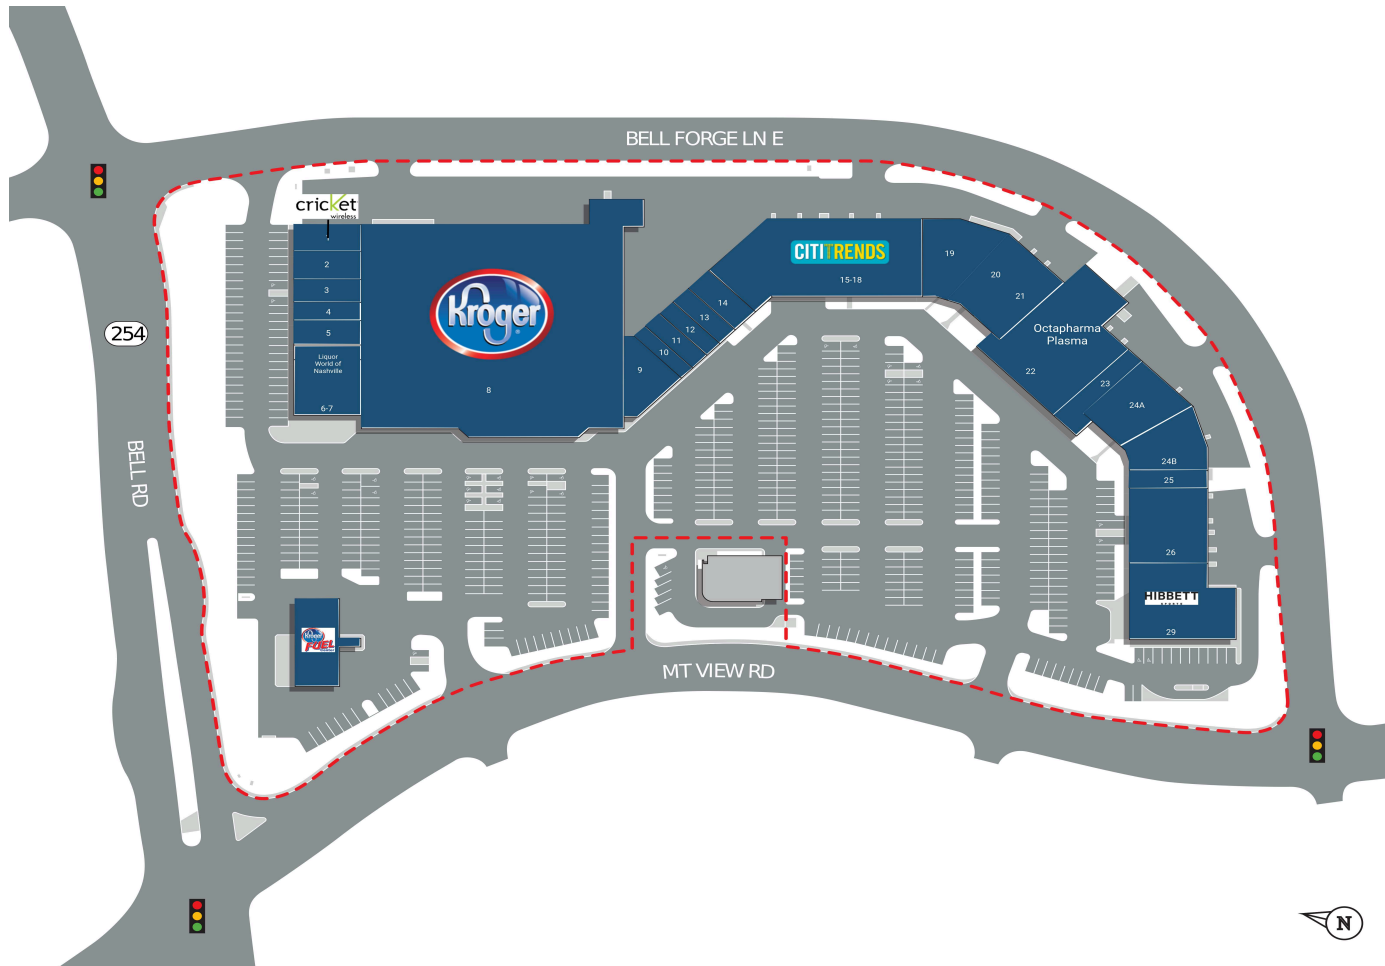 BELL FORGE LN E
cricket
wireless
2
3
4
5
Liquor
World of
Nashville
6-7
Kroger
8
9
10
11
12
13
14
CITITRENDS
15-18
19
20
21
Octapharma
Plasma
22
23
24A
24B
25
26
HIBBETT
29
254
BELL RD
Kroger
FUEL
MT VIEW RD
N